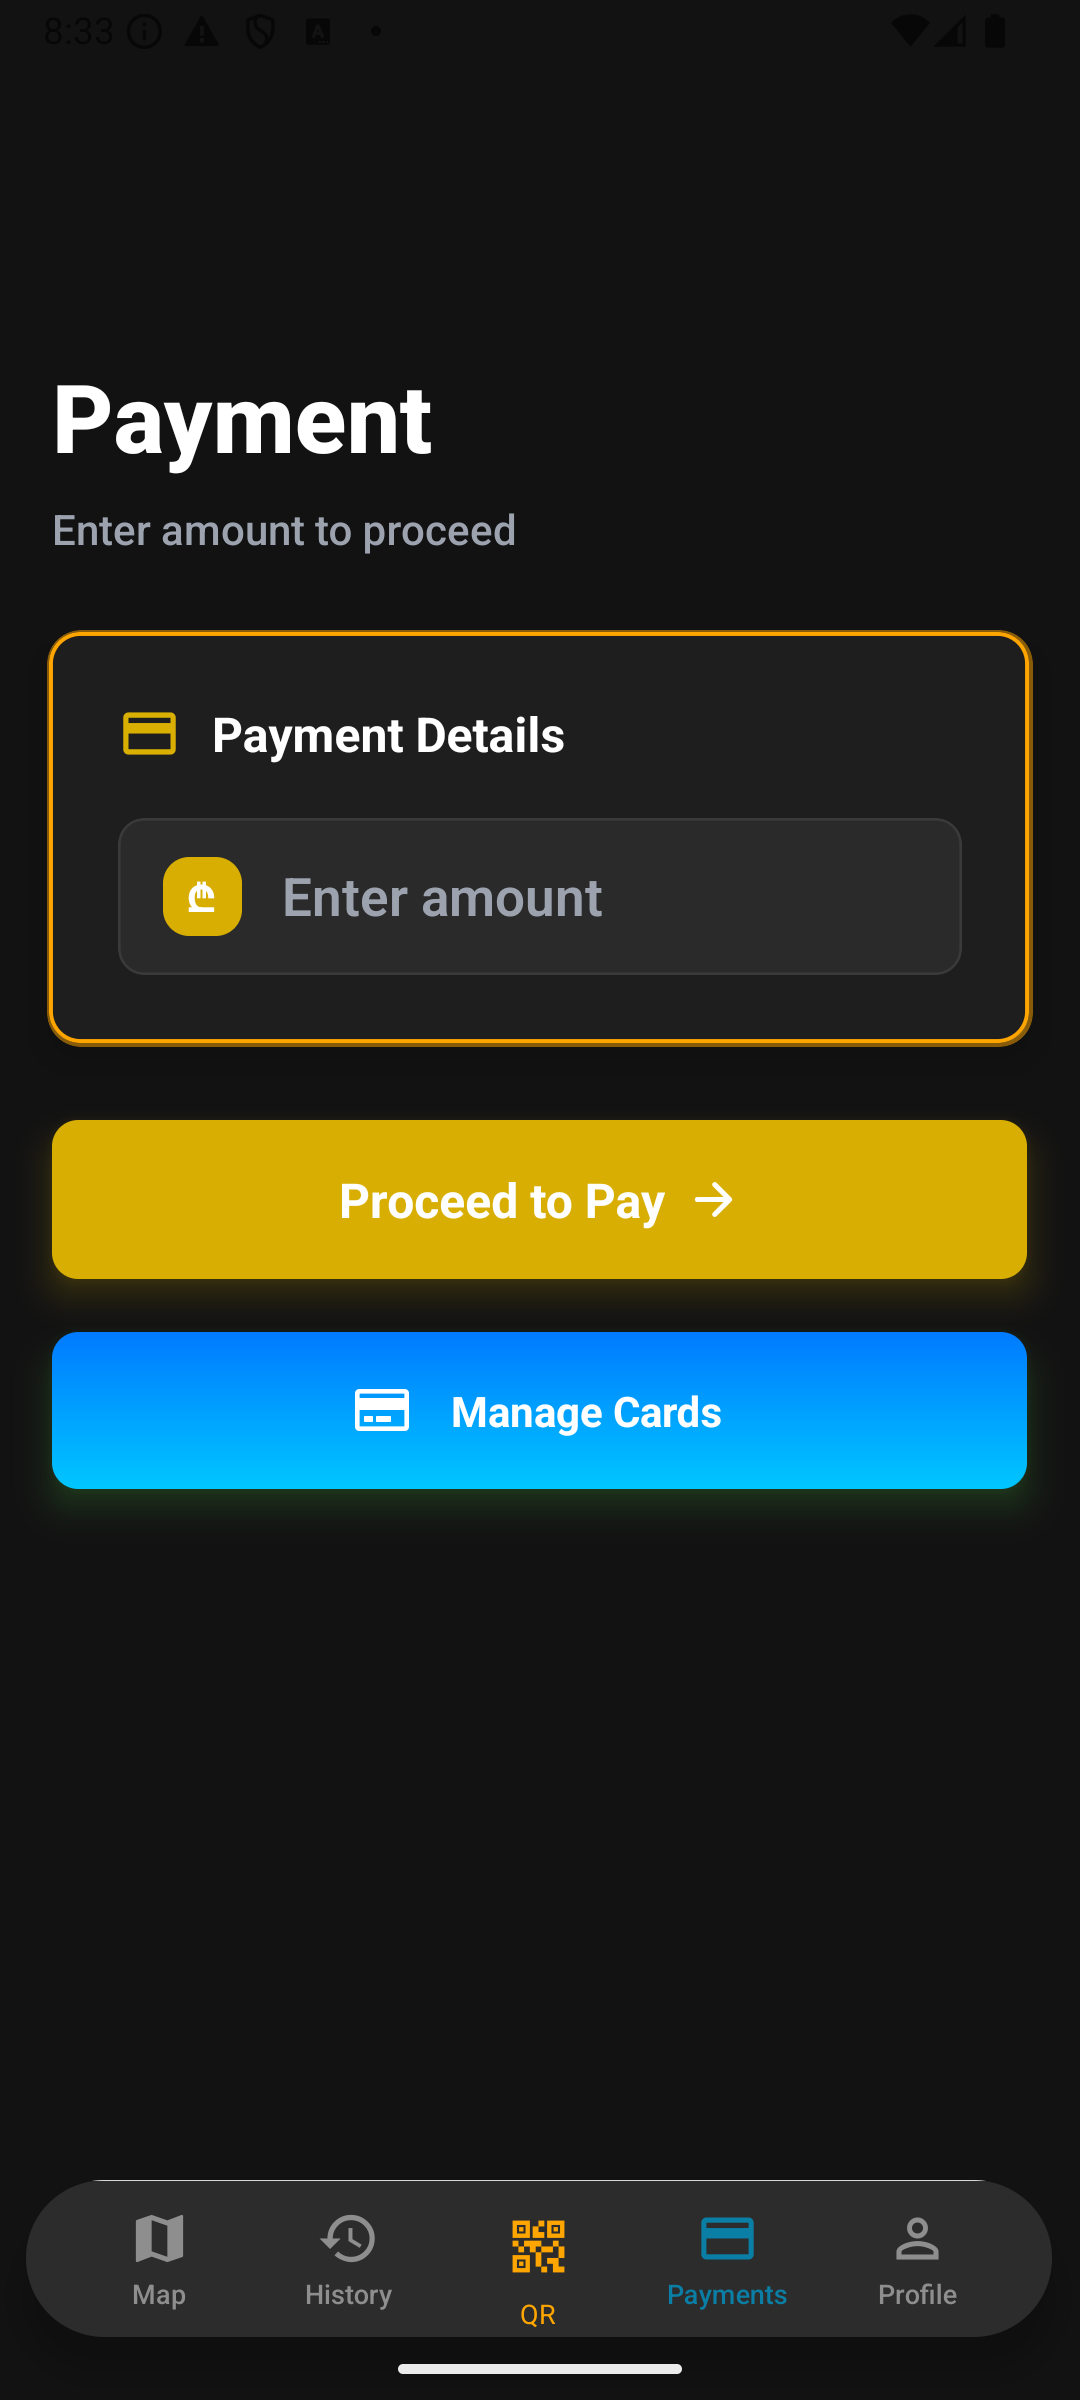 8:33
Payment
Enter amount to proceed
Payment Details
₾ Enter amount
Proceed to Pay →
Manage Cards
Map
History
QR
Payments
Profile